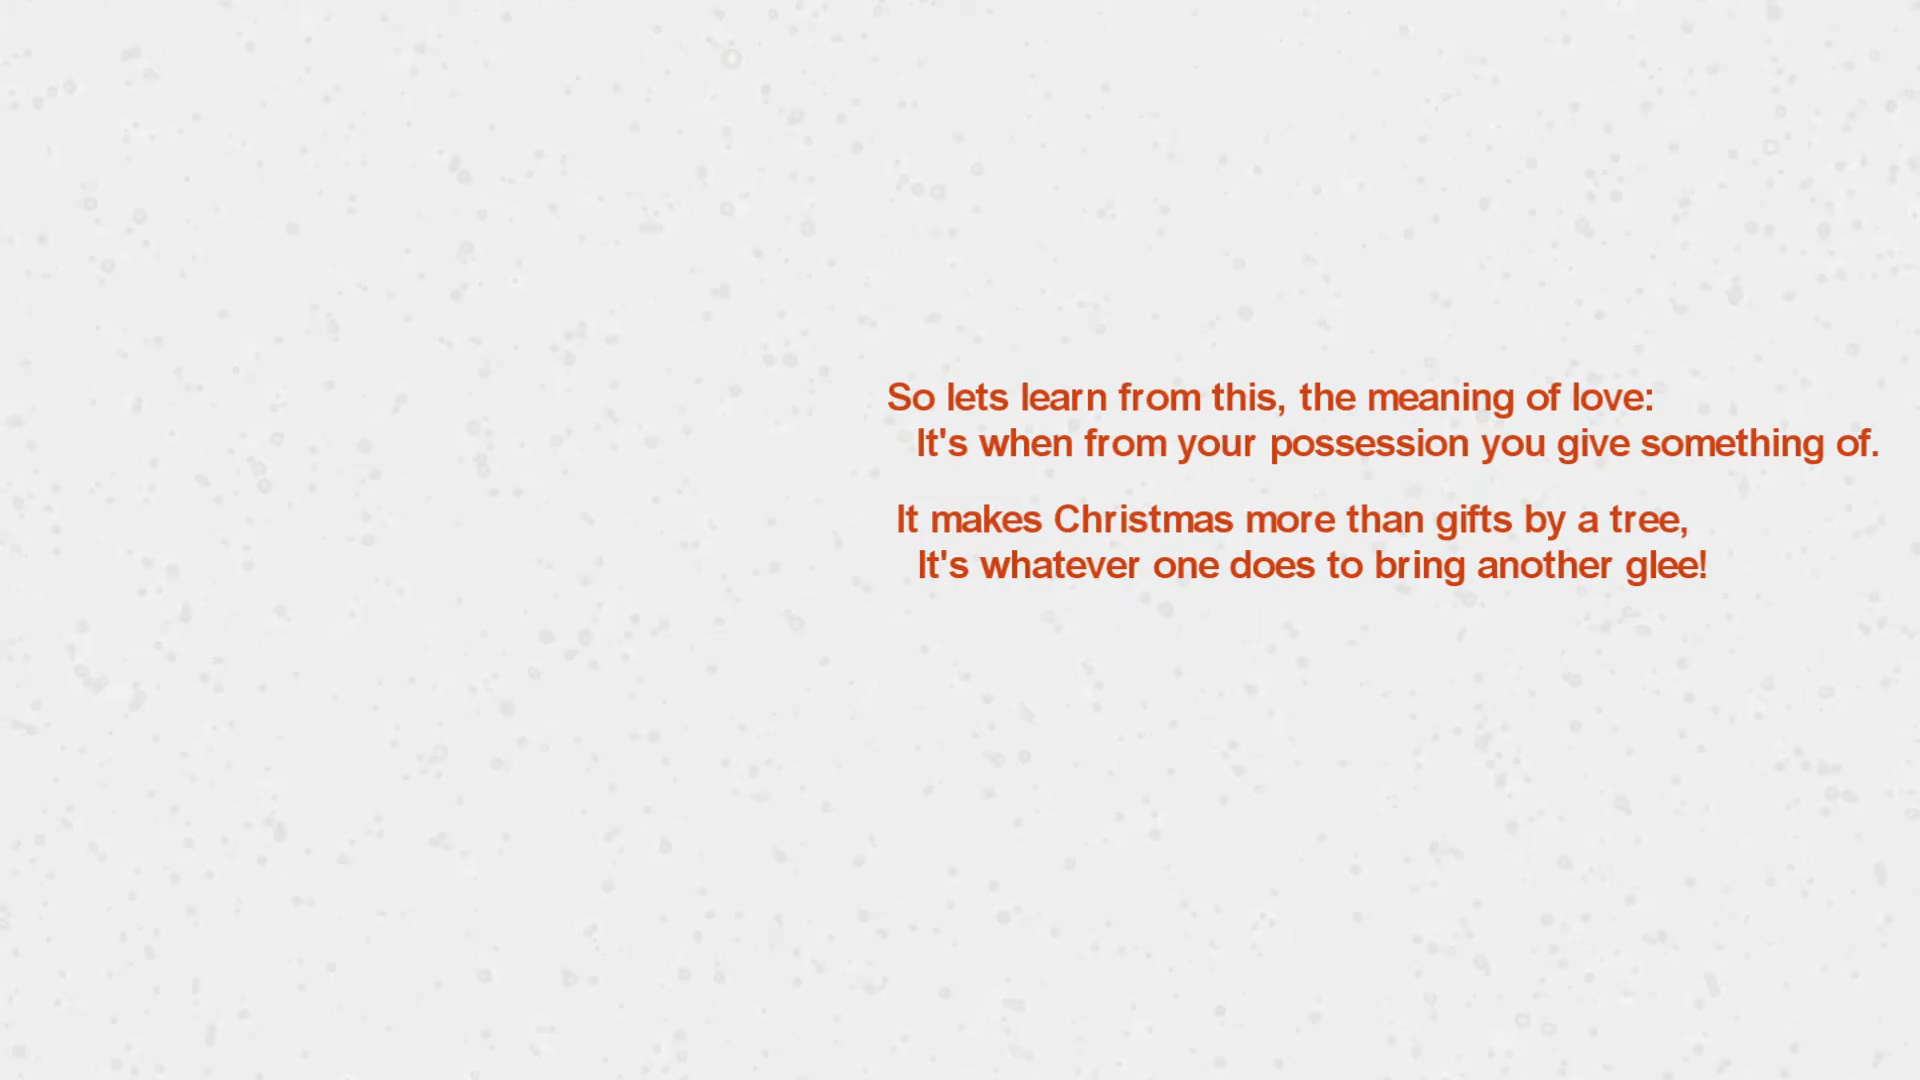 So lets learn from this, the meaning of love:
It's when from your possession you give something of.
It makes Christmas more than gifts by a tree,
It's whatever one does to bring another glee!